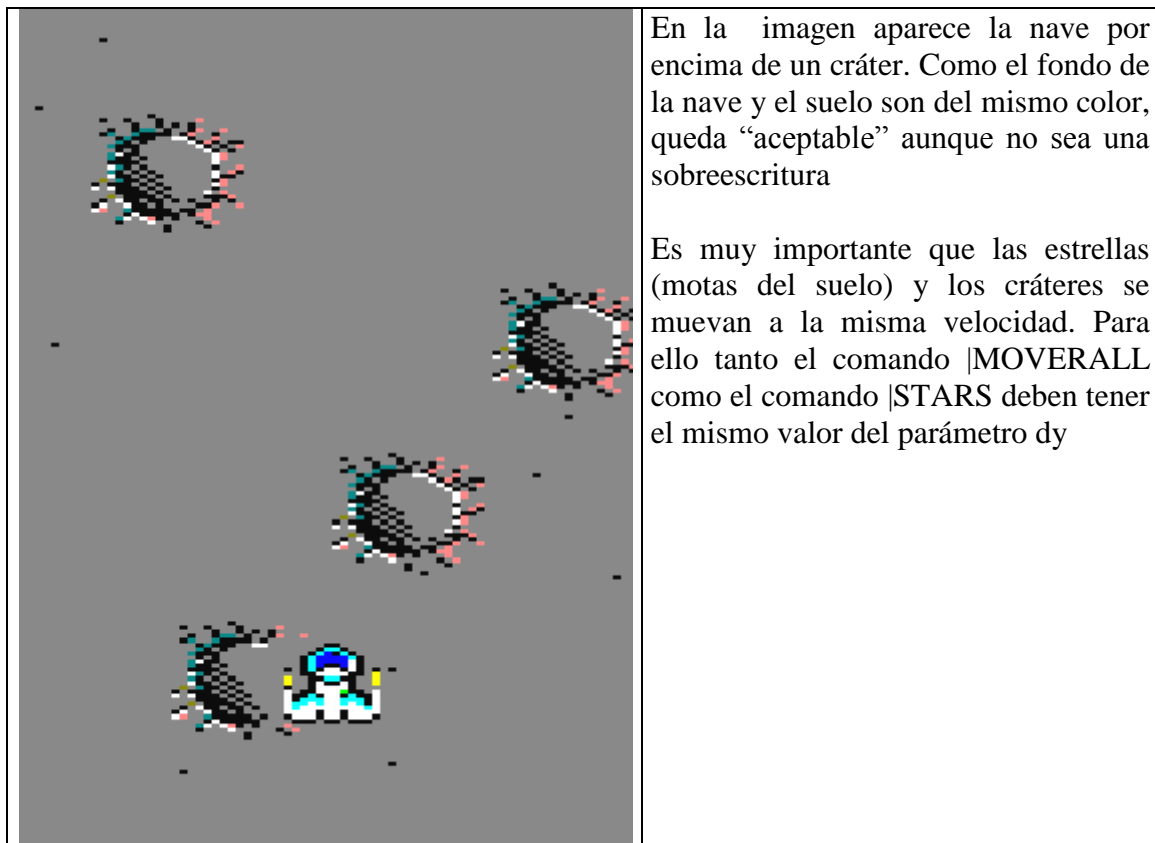 En la imagen aparece la nave por
encima de un cráter. Como el fondo de
la nave y el suelo son del mismo color,
queda “aceptable” aunque no sea una
sobreescritura
Es muy importante que las estrellas
(motas del suelo) y los cráteres se
muevan a la misma velocidad. Para
ello tanto el comando |MOVERALL
como el comando |STARS deben tener
el mismo valor del parámetro dy